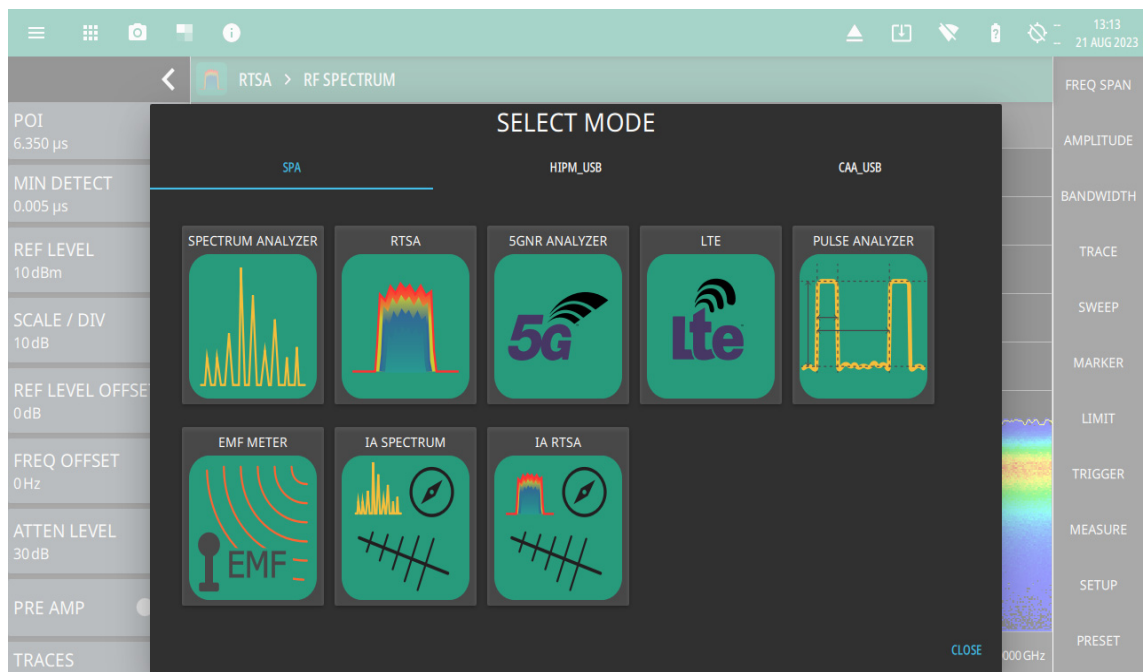 13:13
21 AUG 2023
RTSA > RF SPECTRUM
POI
6.350 µs
MIN DETECT
0.005 µs
REF LEVEL
10 dBm
SCALE / DIV
10 dB
REF LEVEL OFFSE
0 dB
FREQ OFFSET
0 Hz
ATTEN LEVEL
30 dB
PRE AMP
TRACES
SELECT MODE
SPA HIPM_USB CAA_USB
SPECTRUM ANALYZER RTSA 5GNR ANALYZER LTE PULSE ANALYZER
5G Lte
EMF METER IA SPECTRUM IA RTSA
EMF
CLOSE
000 GHz
FREQ SPAN
AMPLITUDE
BANDWIDTH
TRACE
SWEEP
MARKER
LIMIT
TRIGGER
MEASURE
SETUP
PRESET